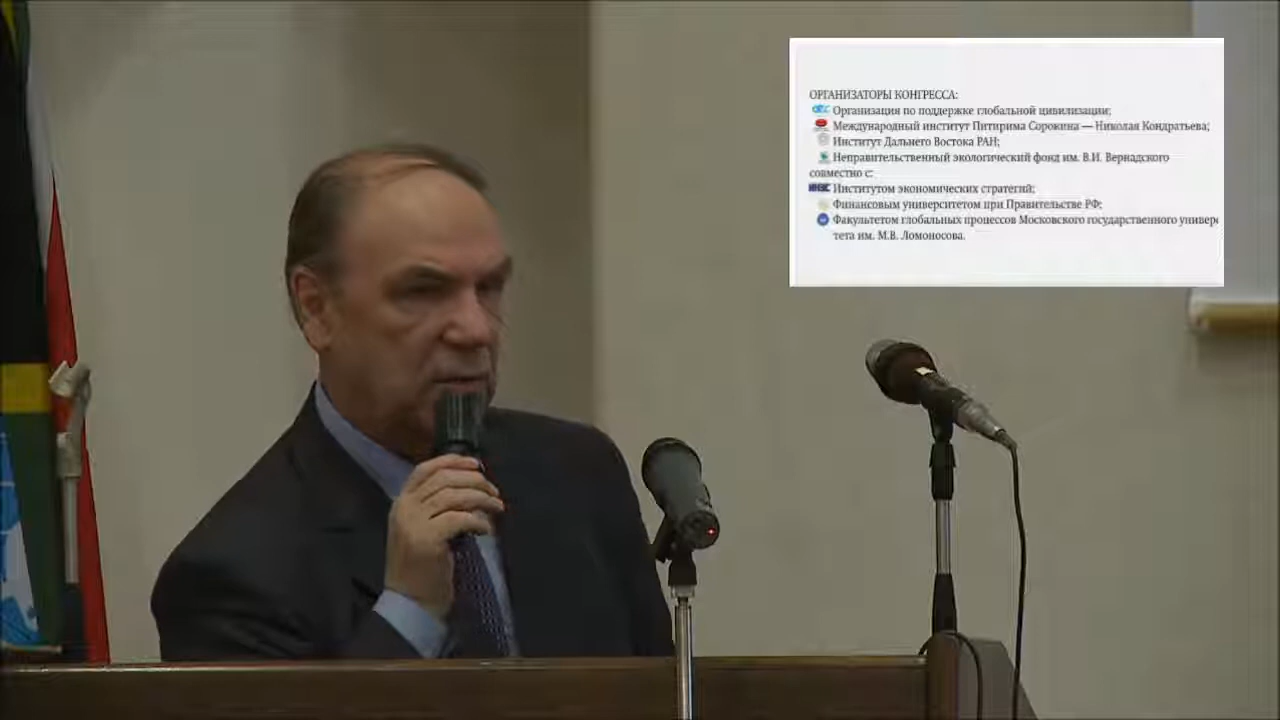 ОРГАНИЗАТОРЫ КОНГРЕССА:
Организация по поддержке глобальной цивилизации;
Международный институт Питирима Сорокина — Николая Кондратьева;
Институт Дальнего Востока РАН;
Неправительственный экологический фонд им. В.И. Вернадского
совместно с:
Институтом экономических стратегий;
Финансовым университетом при Правительстве РФ;
Факультетом глобальных процессов Московского государственного универс
тета им. М.В. Ломоносова.